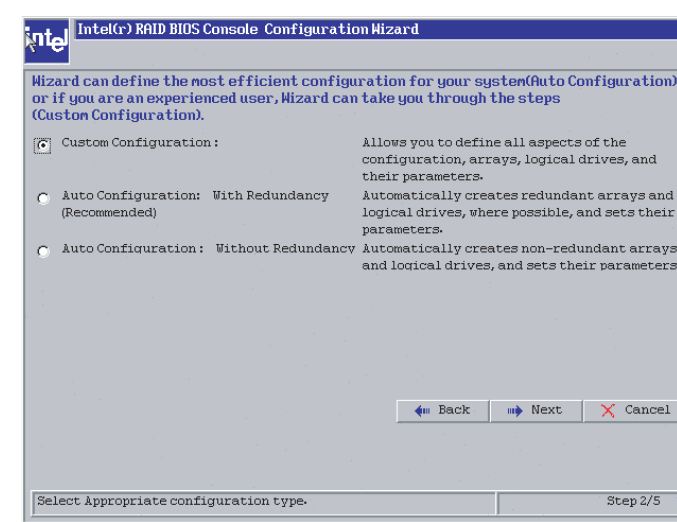 intel
Intel(r) RAID BIOS Console Configuration Wizard
Wizard can define the most efficient configuration for your system(Auto Configuration)
or if you are an experienced user, Wizard can take you through the steps
(Custom Configuration).
Custom Configuration :
Allows you to define all aspects of the
configuration, arrays, logical drives, and
their parameters.
Auto Configuration: With Redundancy
(Recommended)
Automatically creates redundant arrays and
logical drives, where possible, and sets their
parameters.
Auto Configuration : Without Redundancy
Automatically creates non-redundant arrays
and logical drives, and sets their parameters
Back
Next
Cancel
Select Appropriate configuration type.
Step 2/5